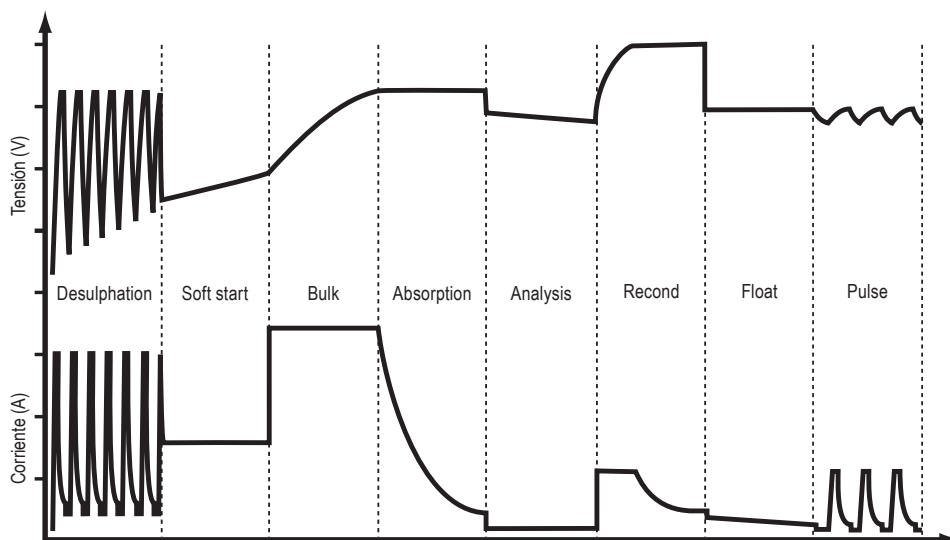 Tensión (V)
Desulphation
Soft start
Bulk
Absorption
Analysis
Recond
Float
Pulse
Corriente (A)